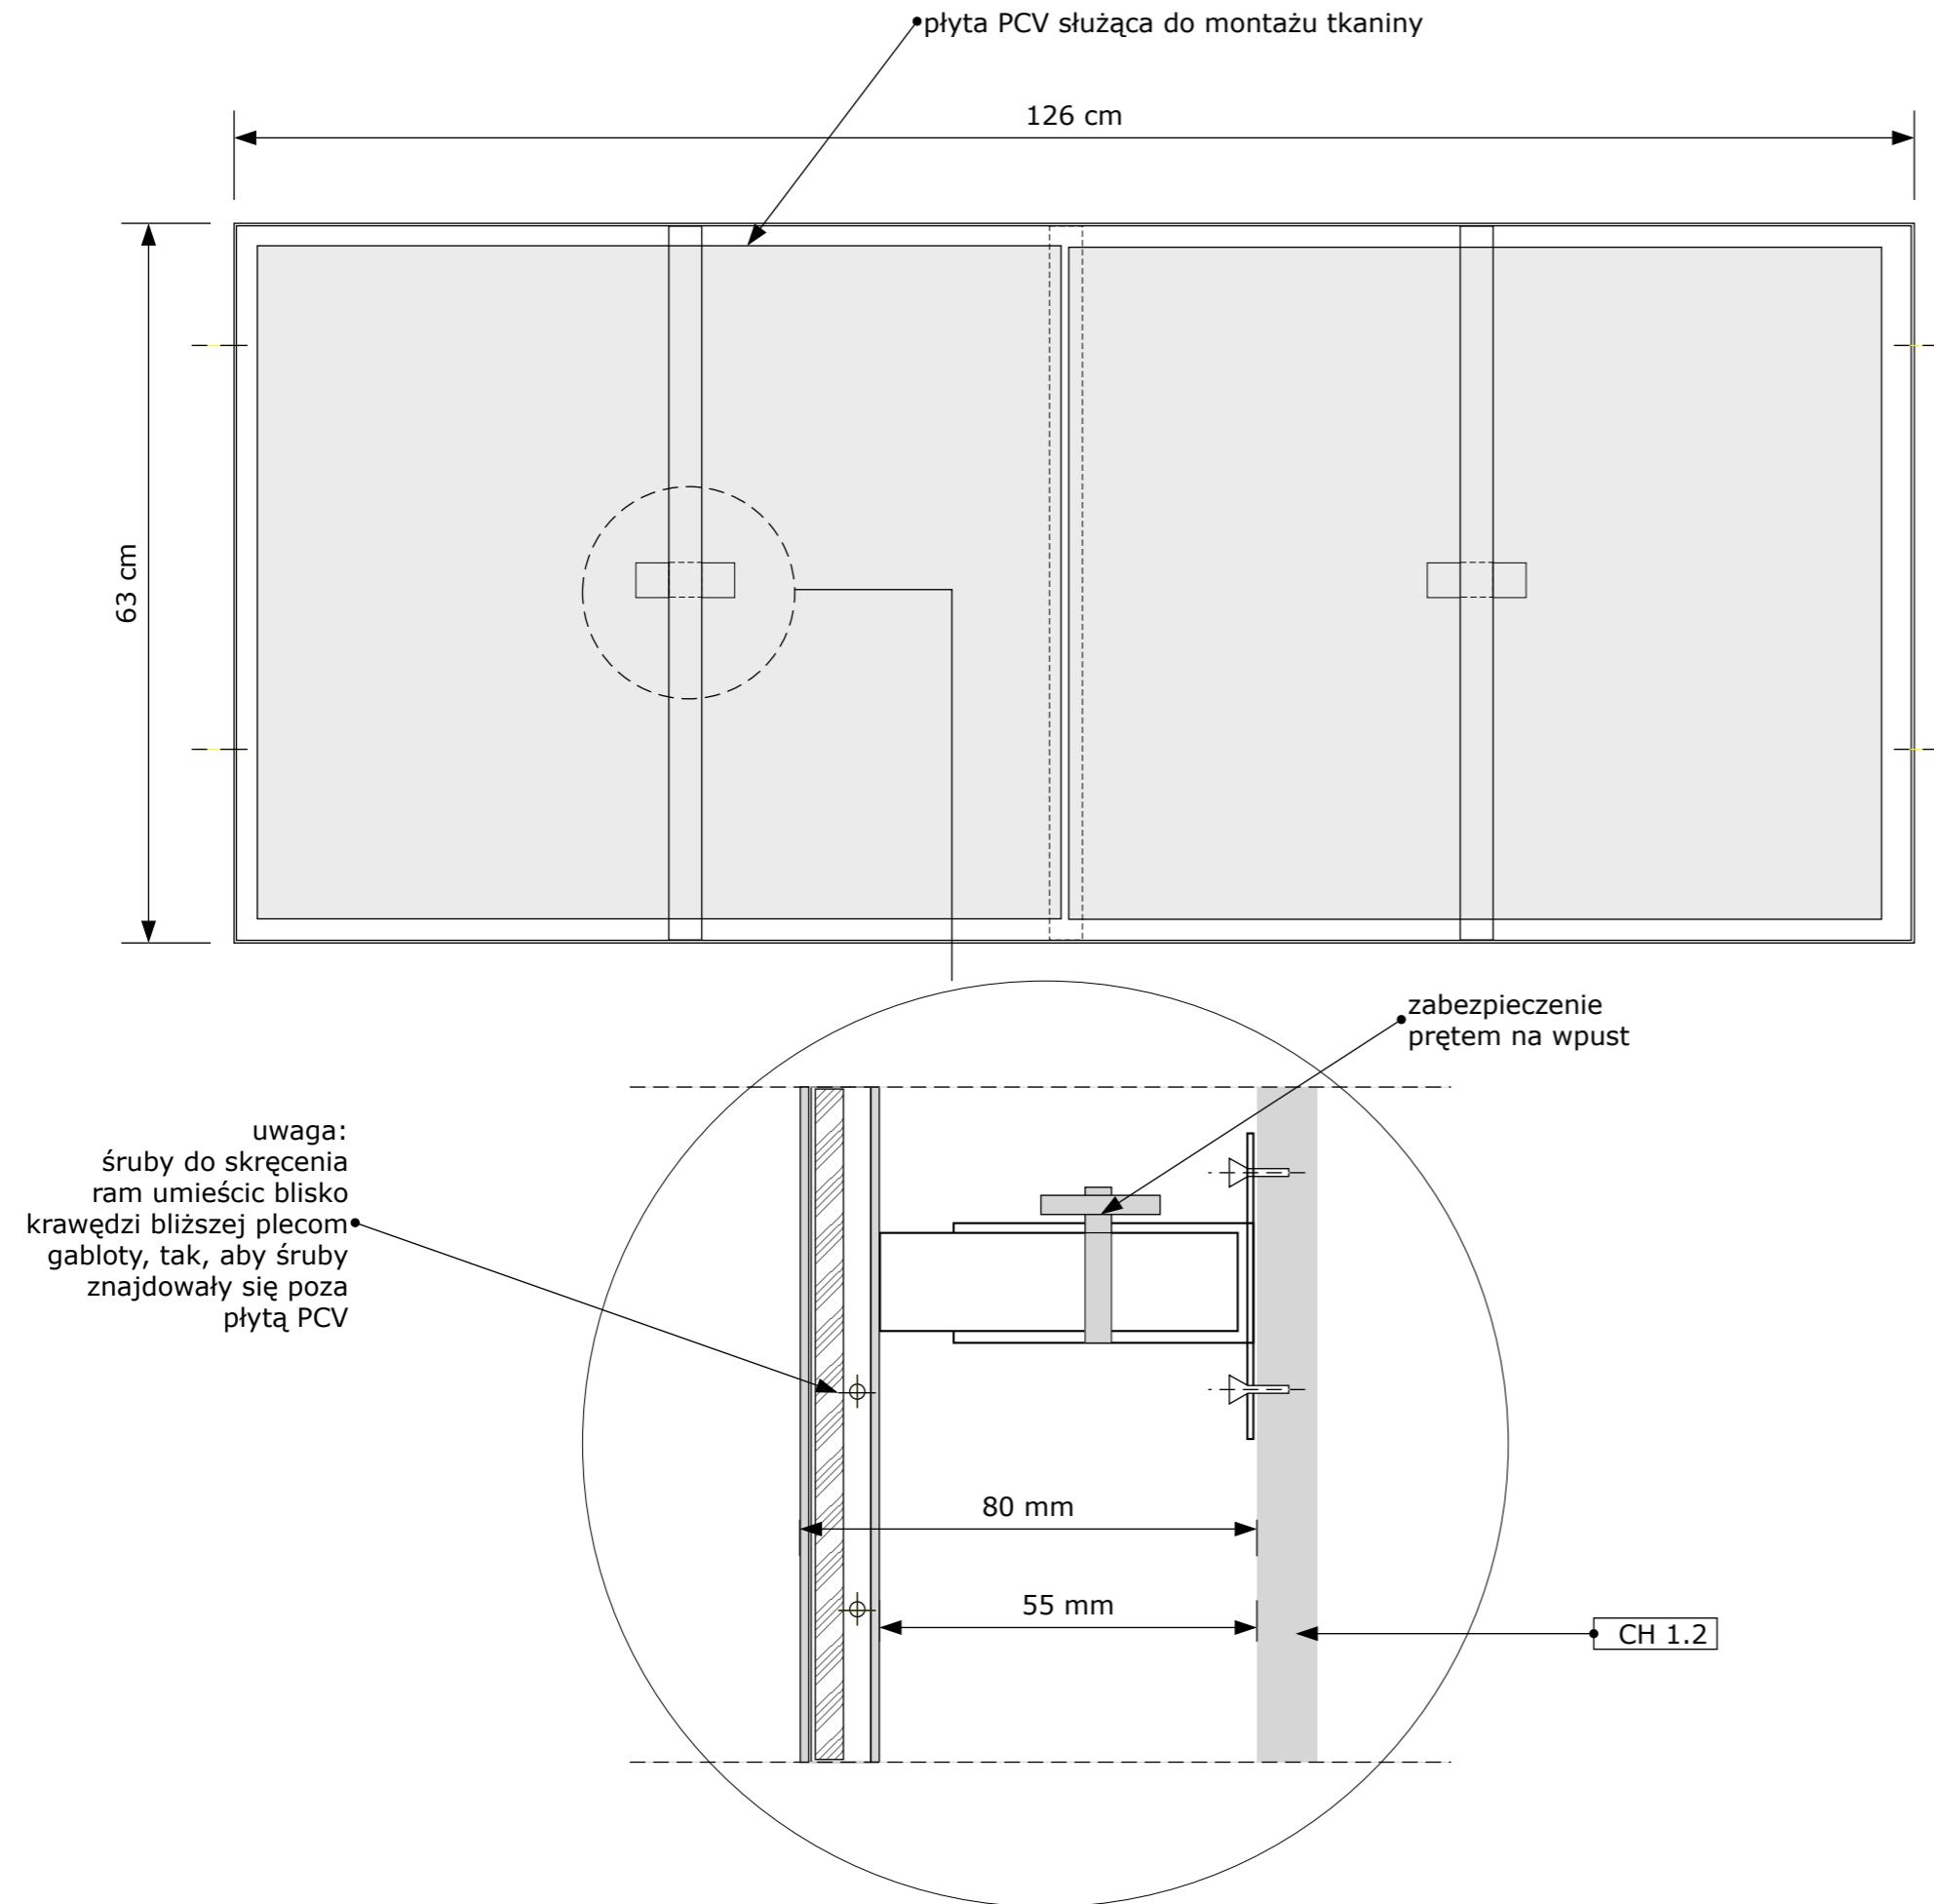 płyta PCV służąca do montażu tkaniny
126 cm
63 cm
zabezpieczenie
prętem na wpust
uwaga:
śruby do skręcenia
ram umieścic blisko
krawędzi bliższej plecom
gabloty, tak, aby śruby
znajdowały się poza
płytą PCV
80 mm
55 mm
CH 1.2